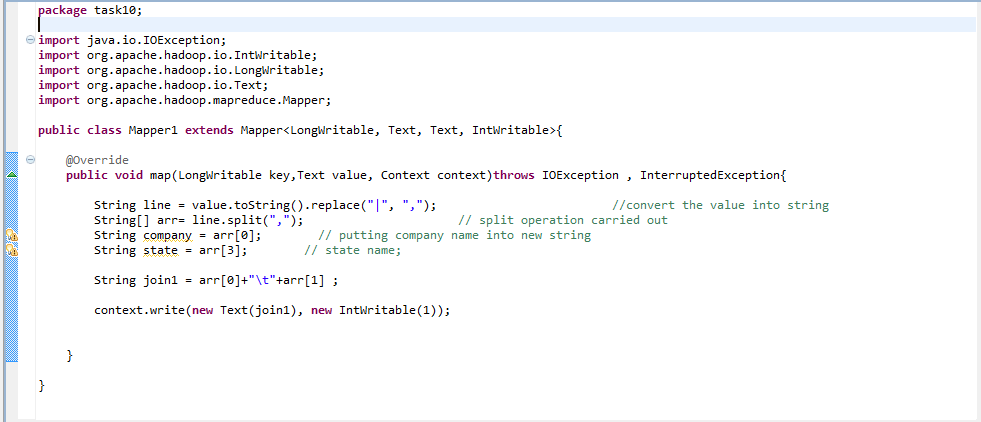 package task10;
import java.io.IOException;
import org.apache.hadoop.io.IntWritable;
import org.apache.hadoop.io.LongWritable;
import org.apache.hadoop.io.Text;
import org.apache.hadoop.mapreduce.Mapper;
public class Mapper1 extends Mapper<LongWritable, Text, Text, IntWritable>{
@Override
public void map(LongWritable key,Text value, Context context)throws IOException , InterruptedException{
String line = value.toString().replace("|", ","); //convert the value into string
String[] arr= line.split(","); // split operation carried out
String company = arr[0]; // putting company name into new string
String state = arr[3]; // state name;
String join1 = arr[0]+"\t"+arr[1] ;
context.write(new Text(join1), new IntWritable(1));
}
}